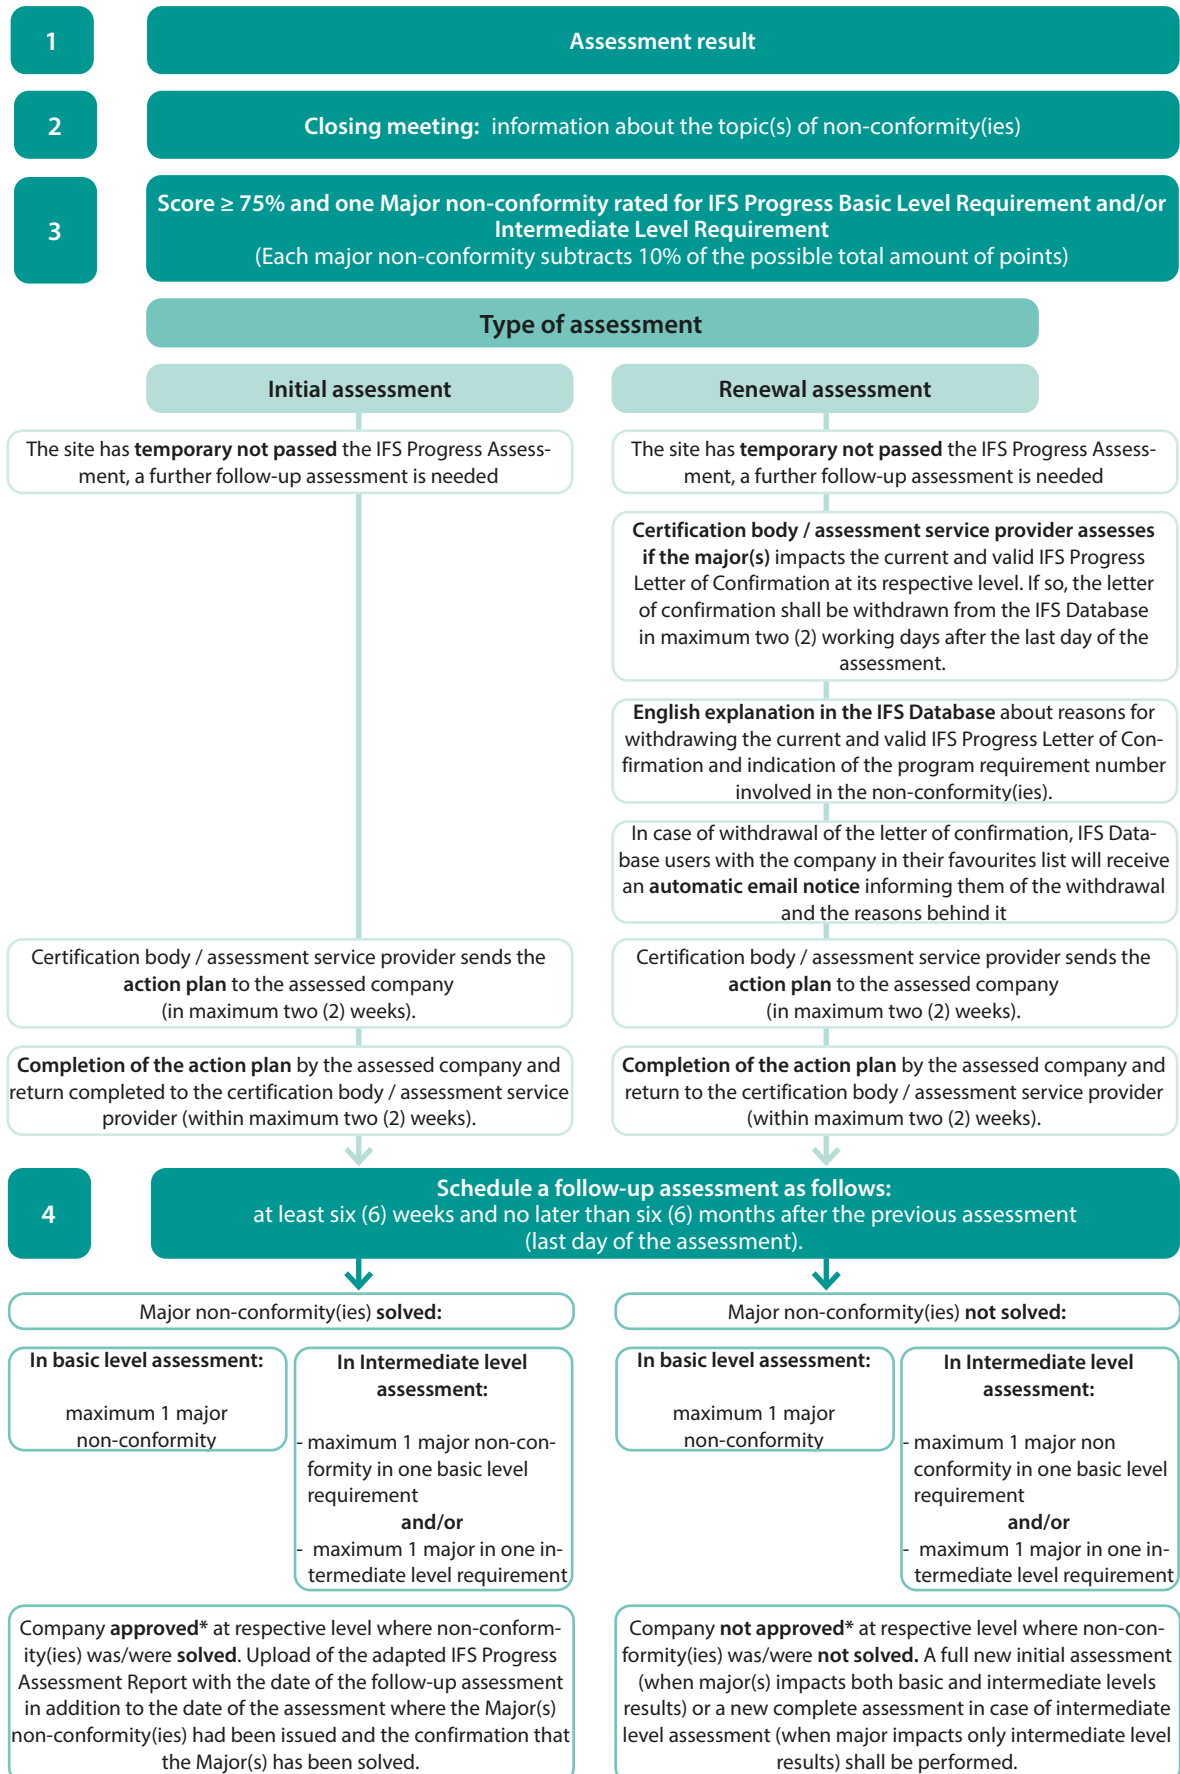 1
Assessment result
2
Closing meeting: information about the topic(s) of non-conformity(ies)
3
Score ≥ 75% and one Major non-conformity rated for IFS Progress Basic Level Requirement and/or
Intermediate Level Requirement
(Each major non-conformity subtracts 10% of the possible total amount of points)
Type of assessment
Initial assessment
Renewal assessment
The site has temporary not passed the IFS Progress Assess-
ment, a further follow-up assessment is needed
The site has temporary not passed the IFS Progress Assess-
ment, a further follow-up assessment is needed
Certification body / assessment service provider assesses
if the major(s) impacts the current and valid IFS Progress
Letter of Confirmation at its respective level. If so, the letter
of confirmation shall be withdrawn from the IFS Database
in maximum two (2) working days after the last day of the
assessment.
English explanation in the IFS Database about reasons for
withdrawing the current and valid IFS Progress Letter of Con-
firmation and indication of the program requirement number
involved in the non-conformity(ies).
In case of withdrawal of the letter of confirmation, IFS Data-
base users with the company in their favourites list will receive
an automatic email notice informing them of the withdrawal
and the reasons behind it
Certification body / assessment service provider sends the
action plan to the assessed company
(in maximum two (2) weeks).
Certification body / assessment service provider sends the
action plan to the assessed company
(in maximum two (2) weeks).
Completion of the action plan by the assessed company and
return completed to the certification body / assessment service
provider (within maximum two (2) weeks).
Completion of the action plan by the assessed company and
return to the certification body / assessment service provider
(within maximum two (2) weeks).
4
Schedule a follow-up assessment as follows:
at least six (6) weeks and no later than six (6) months after the previous assessment
(last day of the assessment).
Major non-conformity(ies) solved:
Major non-conformity(ies) not solved:
In basic level assessment:
maximum 1 major
non-conformity
In Intermediate level
assessment:
- maximum 1 major non-con-
formity in one basic level
requirement
and/or
- maximum 1 major in one in-
termediate level requirement
In basic level assessment:
maximum 1 major
non-conformity
In Intermediate level
assessment:
- maximum 1 major non
conformity in one basic level
requirement
and/or
- maximum 1 major in one in-
termediate level requirement
Company approved* at respective level where non-conform-
ity(ies) was/were solved. Upload of the adapted IFS Progress
Assessment Report with the date of the follow-up assessment
in addition to the date of the assessment where the Major(s)
non-conformity(ies) had been issued and the confirmation that
the Major(s) has been solved.
Company not approved* at respective level where non-con-
formity(ies) was/were not solved. A full new initial assessment
(when major(s) impacts both basic and intermediate levels
results) or a new complete assessment in case of intermediate
level assessment (when major impacts only intermediate level
results) shall be performed.